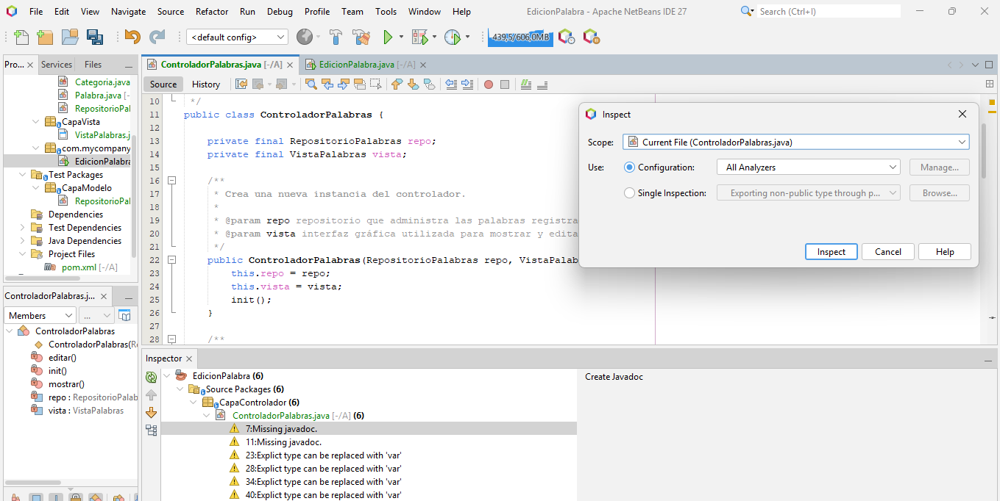 File Edit View Navigate Source Refactor Run Debug Profile Team Tools Window Help EdicionPalabra - Apache NetBeans IDE 27 Search (Ctrl+I)
<default config> 439,5/606,0MB
Pro... Services Files
ControladorPalabras.java [-/A] EdicionPalabra.java [-/A]
Source History
Categoria.java
Palabra.java [-
RepositorioPal
CapaVista
VistaPalabras.j
com.mycompany
EdicionPalabra
Test Packages
CapaModelo
RepositorioPal
Dependencies
Test Dependencies
Java Dependencies
Project Files
pom.xml [-/A]
10 */
11 public class ControladorPalabras {
12
13 private final RepositorioPalabras repo;
14 private final VistaPalabras vista;
15
16 /**
17 * Crea una nueva instancia del controlador.
18 *
19 * @param repo repositorio que administra las palabras registra
20 * @param vista interfaz gráfica utilizada para mostrar y edita
21 */
22 public ControladorPalabras(RepositorioPalabras repo, VistaPalab
23 this.repo = repo;
24 this.vista = vista;
25 init();
26 }
27
28 /**
Inspect
Scope: Current File (ControladorPalabras.java)
Use: Configuration: All Analyzers Manage...
Single Inspection: Exporting non-public type through p... Browse...
Inspect Cancel Help
ControladorPalabras.j...
Members ...
ControladorPalabras
ControladorPalabras(Re
editar()
init()
mostrar()
repo : RepositorioPalab
vista : VistaPalabras
Inspector
EdicionPalabra (6)
Source Packages (6)
CapaControlador (6)
ControladorPalabras.java [-/A] (6)
7:Missing javadoc.
11:Missing javadoc.
23:Explict type can be replaced with 'var'
28:Explict type can be replaced with 'var'
34:Explict type can be replaced with 'var'
40:Explict type can be replaced with 'var'
Create Javadoc